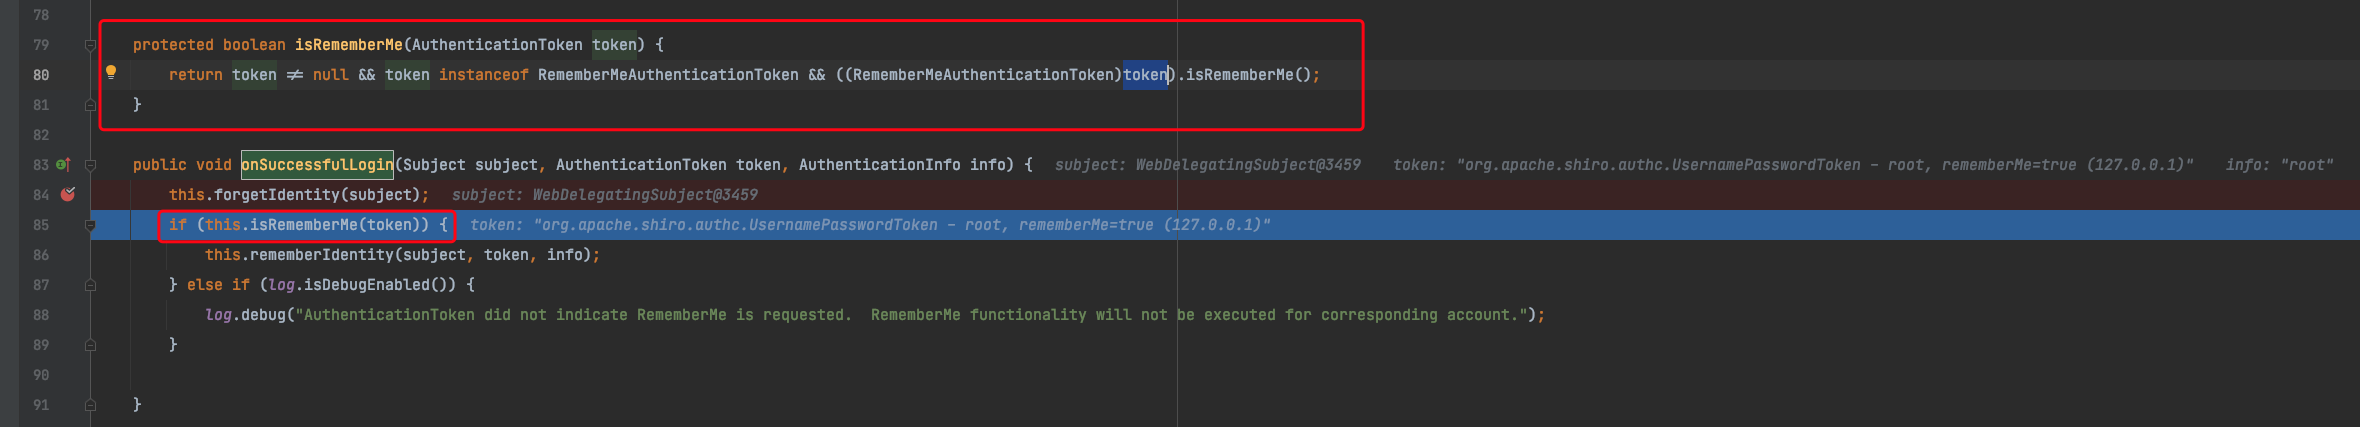 78
79 protected boolean isRememberMe(AuthenticationToken token) {
80 return token != null && token instanceof RememberMeAuthenticationToken && ((RememberMeAuthenticationToken)token).isRememberMe();
81 }
82
83 public void onSuccessfulLogin(Subject subject, AuthenticationToken token, AuthenticationInfo info) { subject: WebDelegatingSubject@3459 token: "org.apache.shiro.authc.UsernamePasswordToken - root, rememberMe=true (127.0.0.1)" info: "root"
84 this.forgetIdentity(subject); subject: WebDelegatingSubject@3459
85 if (this.isRememberMe(token)) { token: "org.apache.shiro.authc.UsernamePasswordToken - root, rememberMe=true (127.0.0.1)"
86 this.rememberIdentity(subject, token, info);
87 } else if (log.isDebugEnabled()) {
88 log.debug("AuthenticationToken did not indicate RememberMe is requested.  RememberMe functionality will not be executed for corresponding account.");
89 }
90
91 }